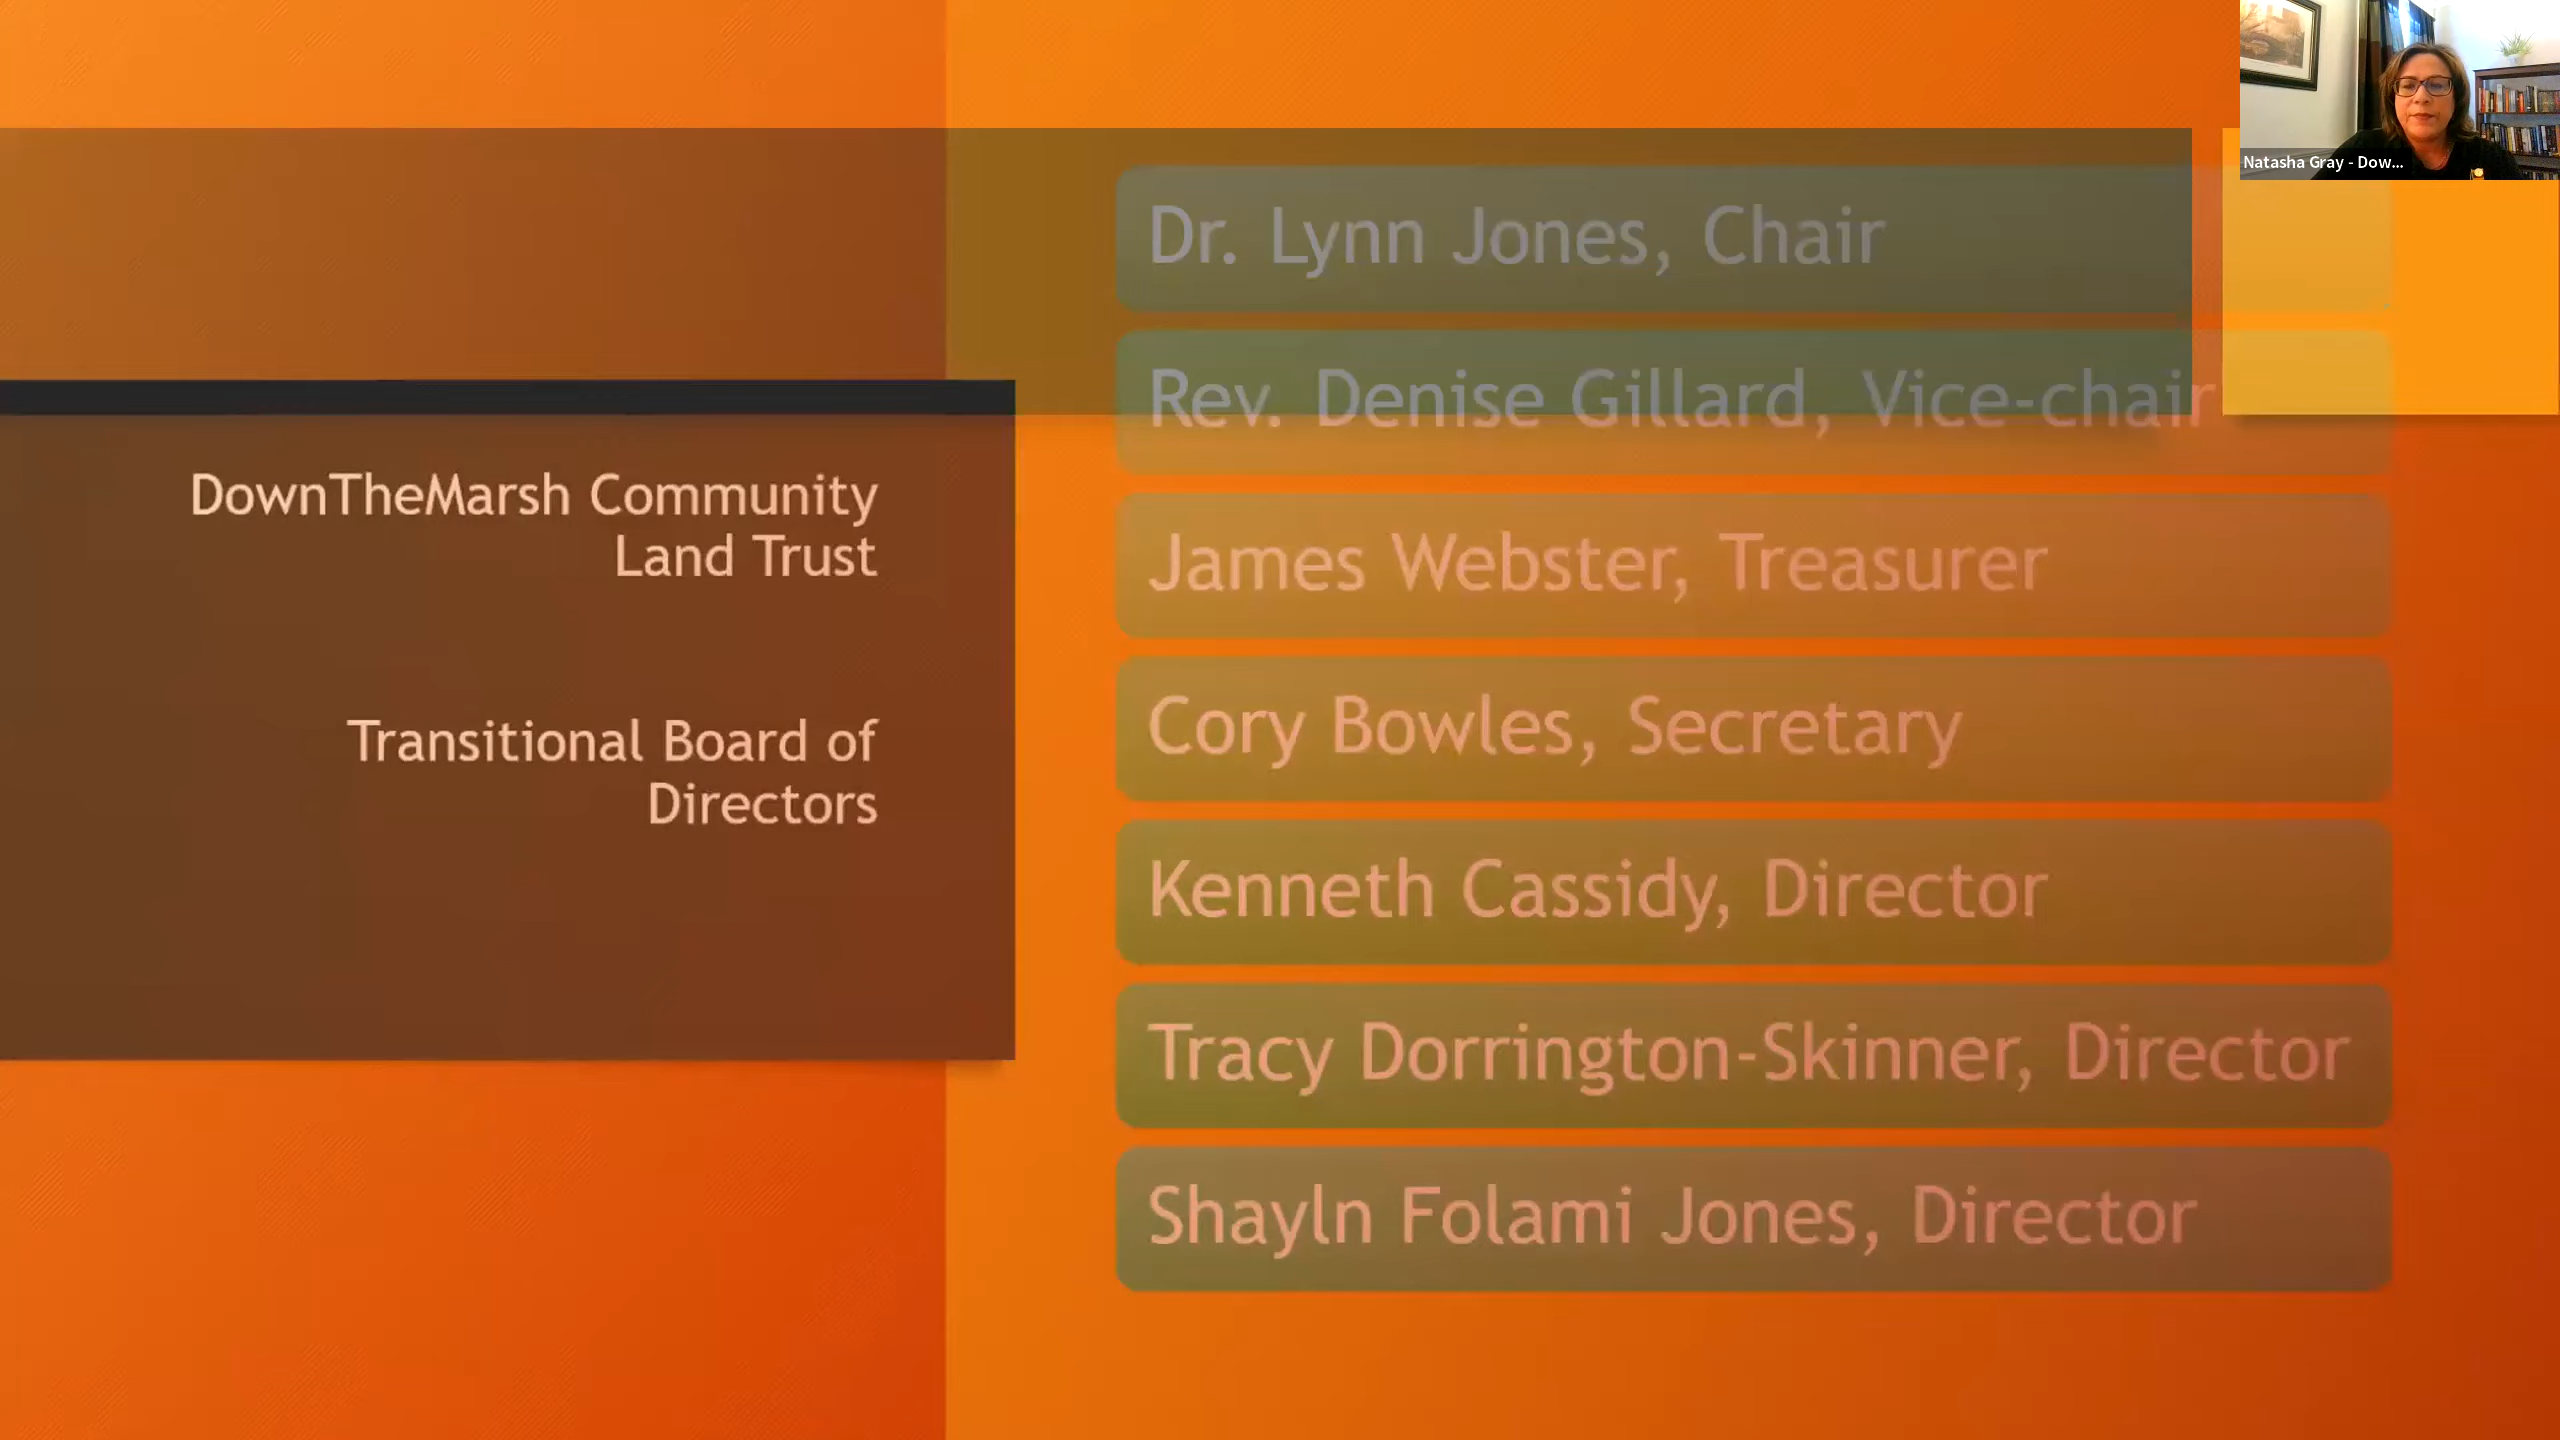 DownTheMarsh Community
Land Trust
Transitional Board of
Directors
Dr. Lynn Jones, Chair
Rev. Denise Gillard, Vice-chair
James Webster, Treasurer
Cory Bowles, Secretary
Kenneth Cassidy, Director
Tracy Dorrington-Skinner, Director
Shayln Folami Jones, Director
Natasha Gray - Dow...